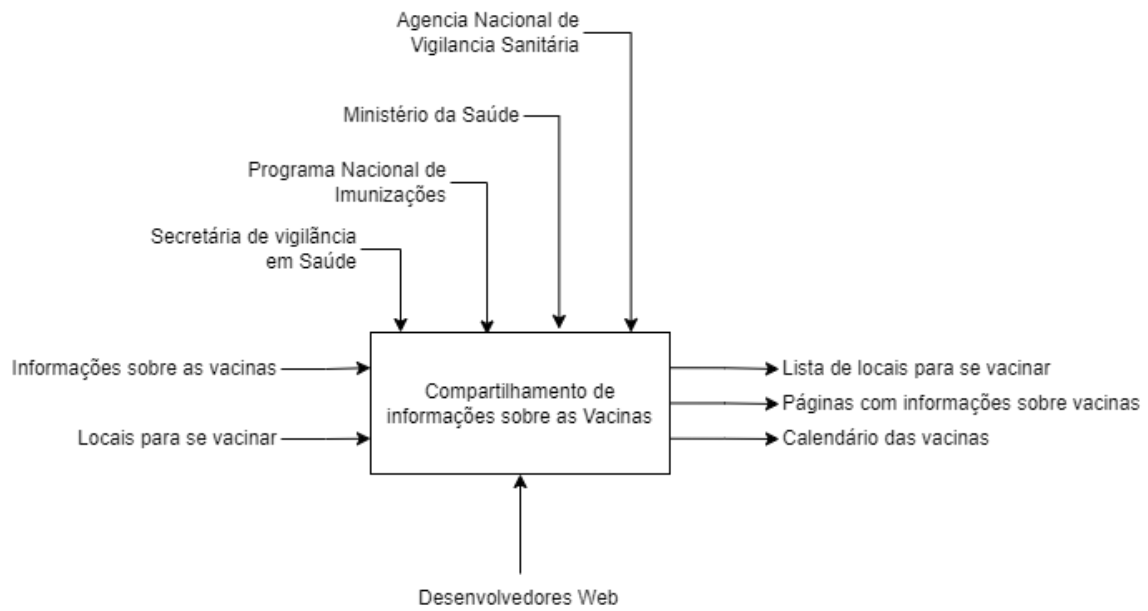 Agencia Nacional de
Vigilancia Sanitária
Ministério da Saúde
Programa Nacional de
Imunizações
Secretária de vigilãncia
em Saúde
Informações sobre as vacinas
Locais para se vacinar
Compartilhamento de
informações sobre as Vacinas
Lista de locais para se vacinar
Páginas com informações sobre vacinas
Calendário das vacinas
Desenvolvedores Web